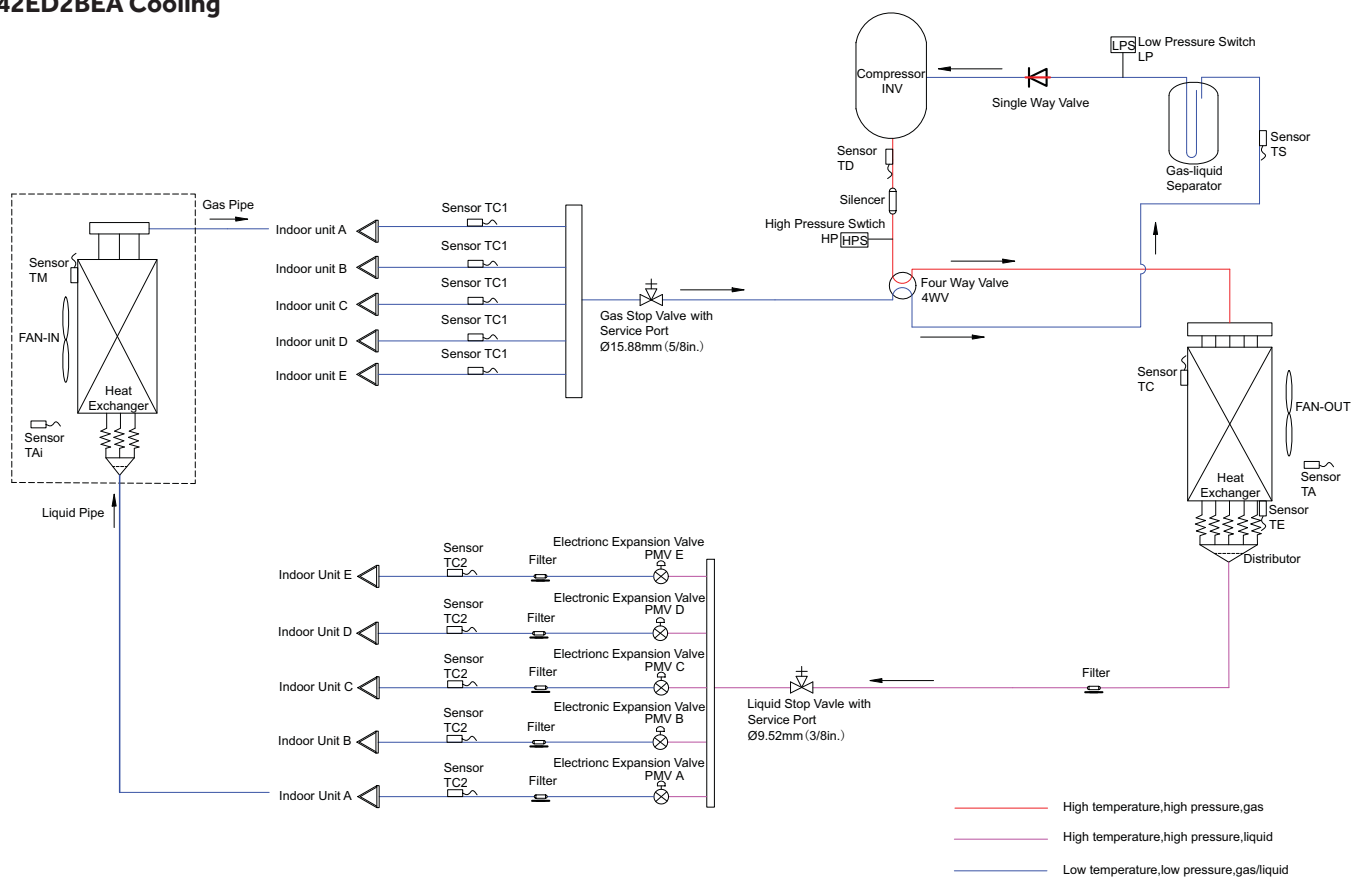 42ED2BEA Cooling
Compressor
INV
LPS
Low Pressure Switch
LP
Single Way Valve
Gas-liquid
Separator
Sensor
TS
Sensor
TD
Silencer
High Pressure Swtich
HP HPS
Four Way Valve
4WV
Gas Pipe
Sensor
TM
FAN-IN
Heat
Exchanger
Sensor
TAi
Liquid Pipe
Indoor unit A
Sensor TC1
Indoor unit B
Sensor TC1
Indoor unit C
Sensor TC1
Indoor unit D
Sensor TC1
Indoor unit E
Sensor TC1
Gas Stop Valve with
Service Port
Ø15.88mm(5/8in.)
Sensor
TC
FAN-OUT
Heat
Exchanger
Sensor
TA
Sensor
TE
Distributor
Indoor Unit E
Sensor
TC2
Filter
Electrionc Expansion Valve
PMV E
Indoor Unit D
Sensor
TC2
Filter
Electrionc Expansion Valve
PMV D
Indoor Unit C
Sensor
TC2
Filter
Electrionc Expansion Valve
PMV C
Indoor Unit B
Sensor
TC2
Filter
Electrionc Expansion Valve
PMV B
Indoor Unit A
Sensor
TC2
Filter
Electrionc Expansion Valve
PMV A
Liquid Stop Vavle with
Service Port
Ø9.52mm(3/8in.)
Filter
High temperature,high pressure,gas
High temperature,high pressure,liquid
Low temperature,low pressure,gas/liquid